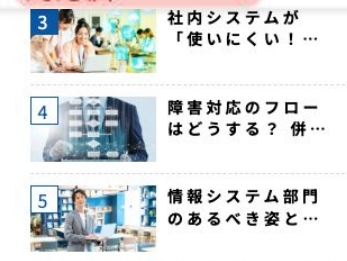 3
社内システムが
「使いにくい！…
4
障害対応のフロー
はどうする？ 併…
5
情報システム部門
のあるべき姿と…